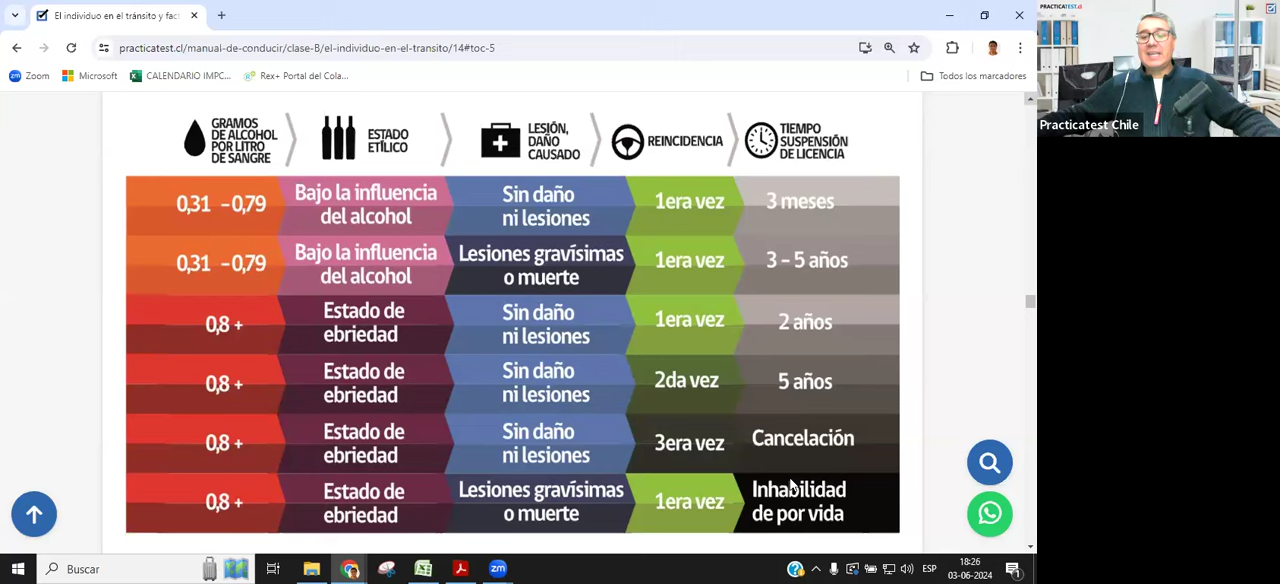 El individuo en el tránsito y fact
practicatest.cl/manual-de-conducir/clase-B/el-individuo-en-el-transito/14#toc-5
Zoom
Microsoft
CALENDARIO IMPC...
Rex+ Portal del Cola...
Todos los marcadores
PRACTICATEST.cl
Practicatest Chile
GRAMOS
DE ALCOHOL
POR LITRO
DE SANGRE
ESTADO
ETÍLICO
LESIÓN,
DAÑO
CAUSADO
REINCIDENCIA
TIEMPO
SUSPENSIÓN
DE LICENCIA
0,31 – 0,79
Bajo la influencia
del alcohol
Sin daño
ni lesiones
1era vez
3 meses
0,31 – 0,79
Bajo la influencia
del alcohol
Lesiones gravísimas
o muerte
1era vez
3 – 5 años
0,8 +
Estado de
ebriedad
Sin daño
ni lesiones
1era vez
2 años
0,8 +
Estado de
ebriedad
Sin daño
ni lesiones
2da vez
5 años
0,8 +
Estado de
ebriedad
Sin daño
ni lesiones
3era vez
Cancelación
0,8 +
Estado de
ebriedad
Lesiones gravísimas
o muerte
1era vez
Inhabilidad
de por vida
Buscar
zm
ESP
18:26
03-06-2024
1